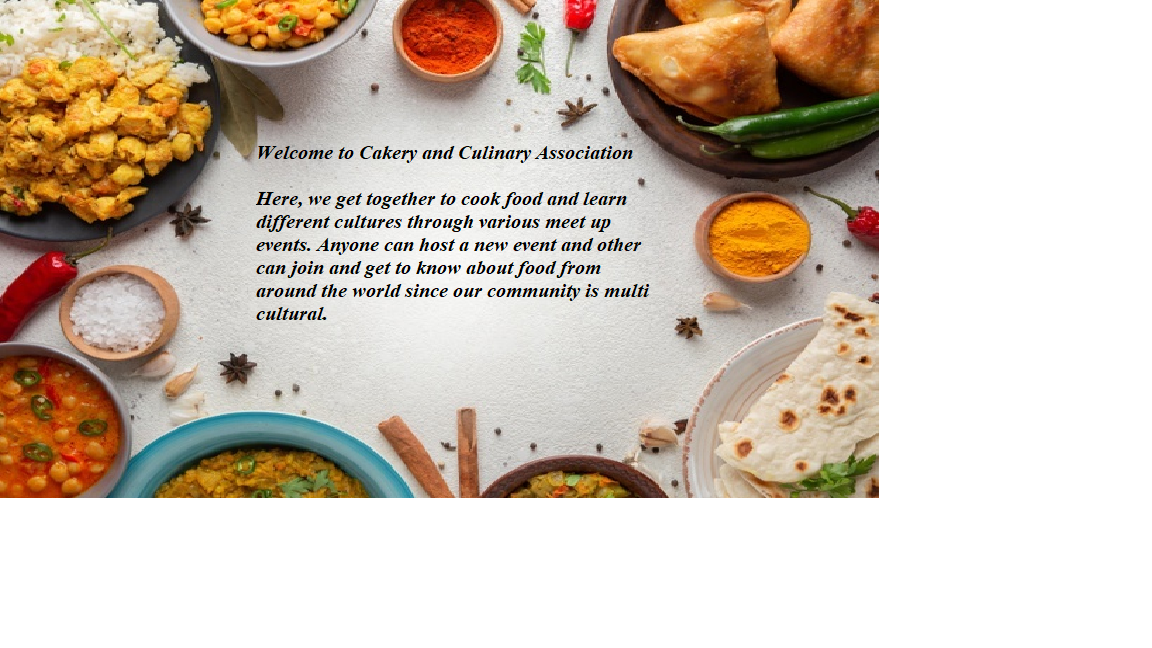 Welcome to Cakery and Culinary Association
Here, we get together to cook food and learn
different cultures through various meet up
events. Anyone can host a new event and other
can join and get to know about food from
around the world since our community is multi
cultural.